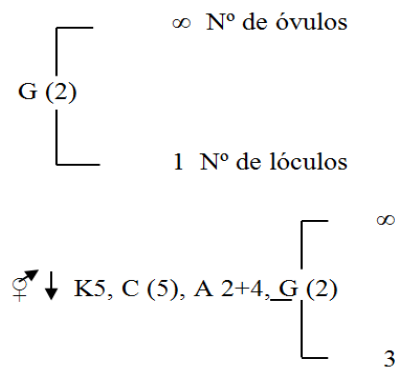 ∞ Nº de óvulos
G (2)
1 Nº de lóculos
∞
⚥ ↓ K5, C (5), A 2+4, G (2)
3